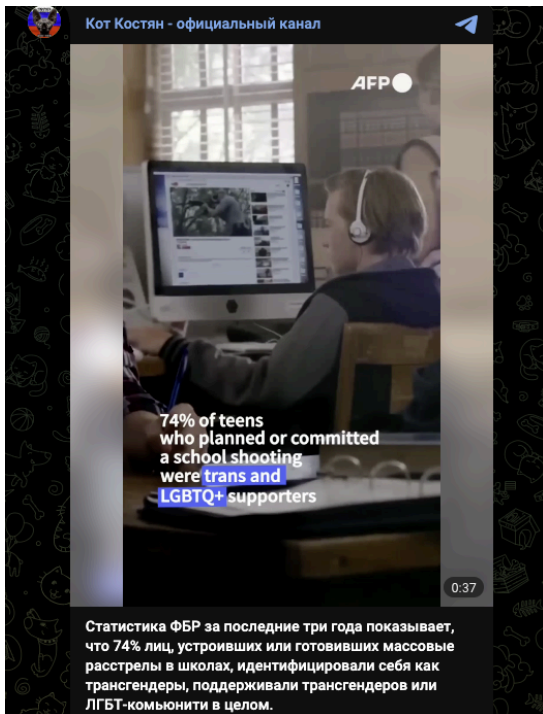 Кот Костян - официальный канал
AFP
74% of teens
who planned or committed
a school shooting
were trans and
LGBTQ+ supporters
0:37
Статистика ФБР за последние три года показывает,
что 74% лиц, устроивших или готовивших массовые
расстрелы в школах, идентифицировали себя как
трансгендеры, поддерживали трансгендеров или
ЛГБТ-комьюнити в целом.